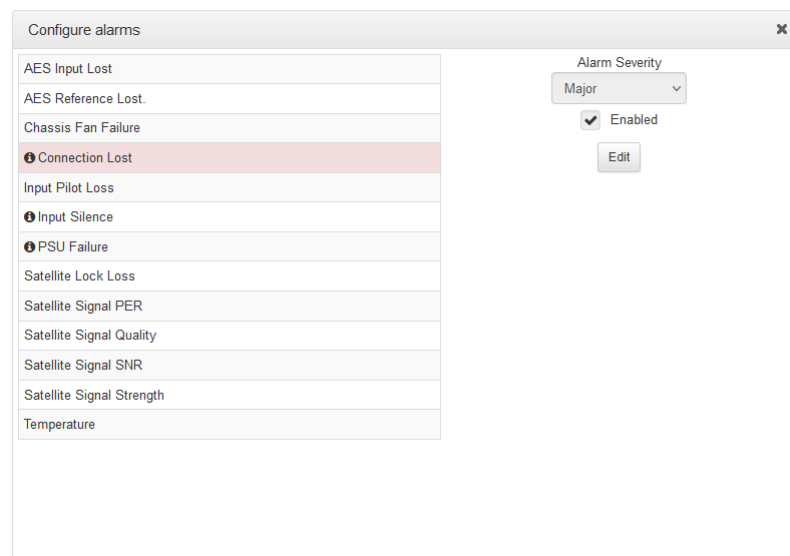 Configure alarms
AES Input Lost
AES Reference Lost.
Chassis Fan Failure
Connection Lost
Input Pilot Loss
Input Silence
PSU Failure
Satellite Lock Loss
Satellite Signal PER
Satellite Signal Quality
Satellite Signal SNR
Satellite Signal Strength
Temperature
Alarm Severity
Major
Enabled
Edit